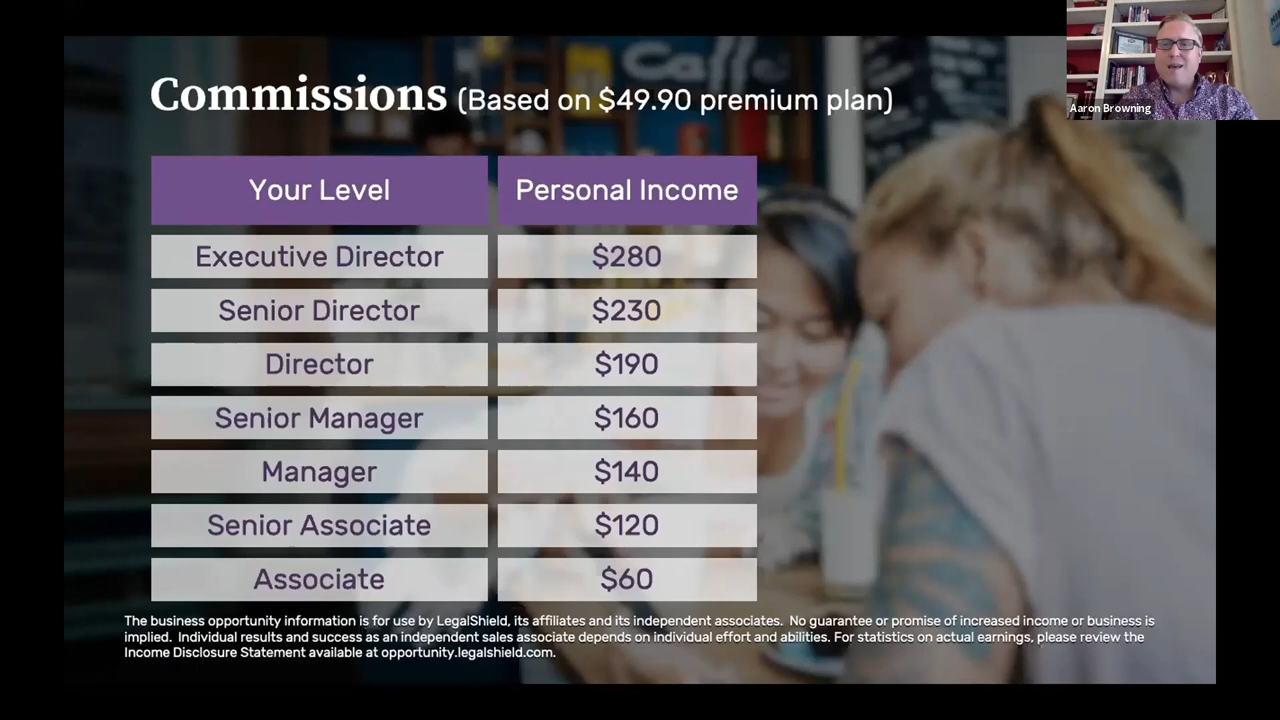 Commissions (Based on $49.90 premium plan)
Aaron Browning
Caffe
Your Level Personal Income
Executive Director $280
Senior Director $230
Director $190
Senior Manager $160
Manager $140
Senior Associate $120
Associate $60
The business opportunity information is for use by LegalShield, its affiliates and its independent associates. No guarantee or promise of increased income or business is
implied. Individual results and success as an independent sales associate depends on individual effort and abilities. For statistics on actual earnings, please review the
Income Disclosure Statement available at opportunity.legalshield.com.